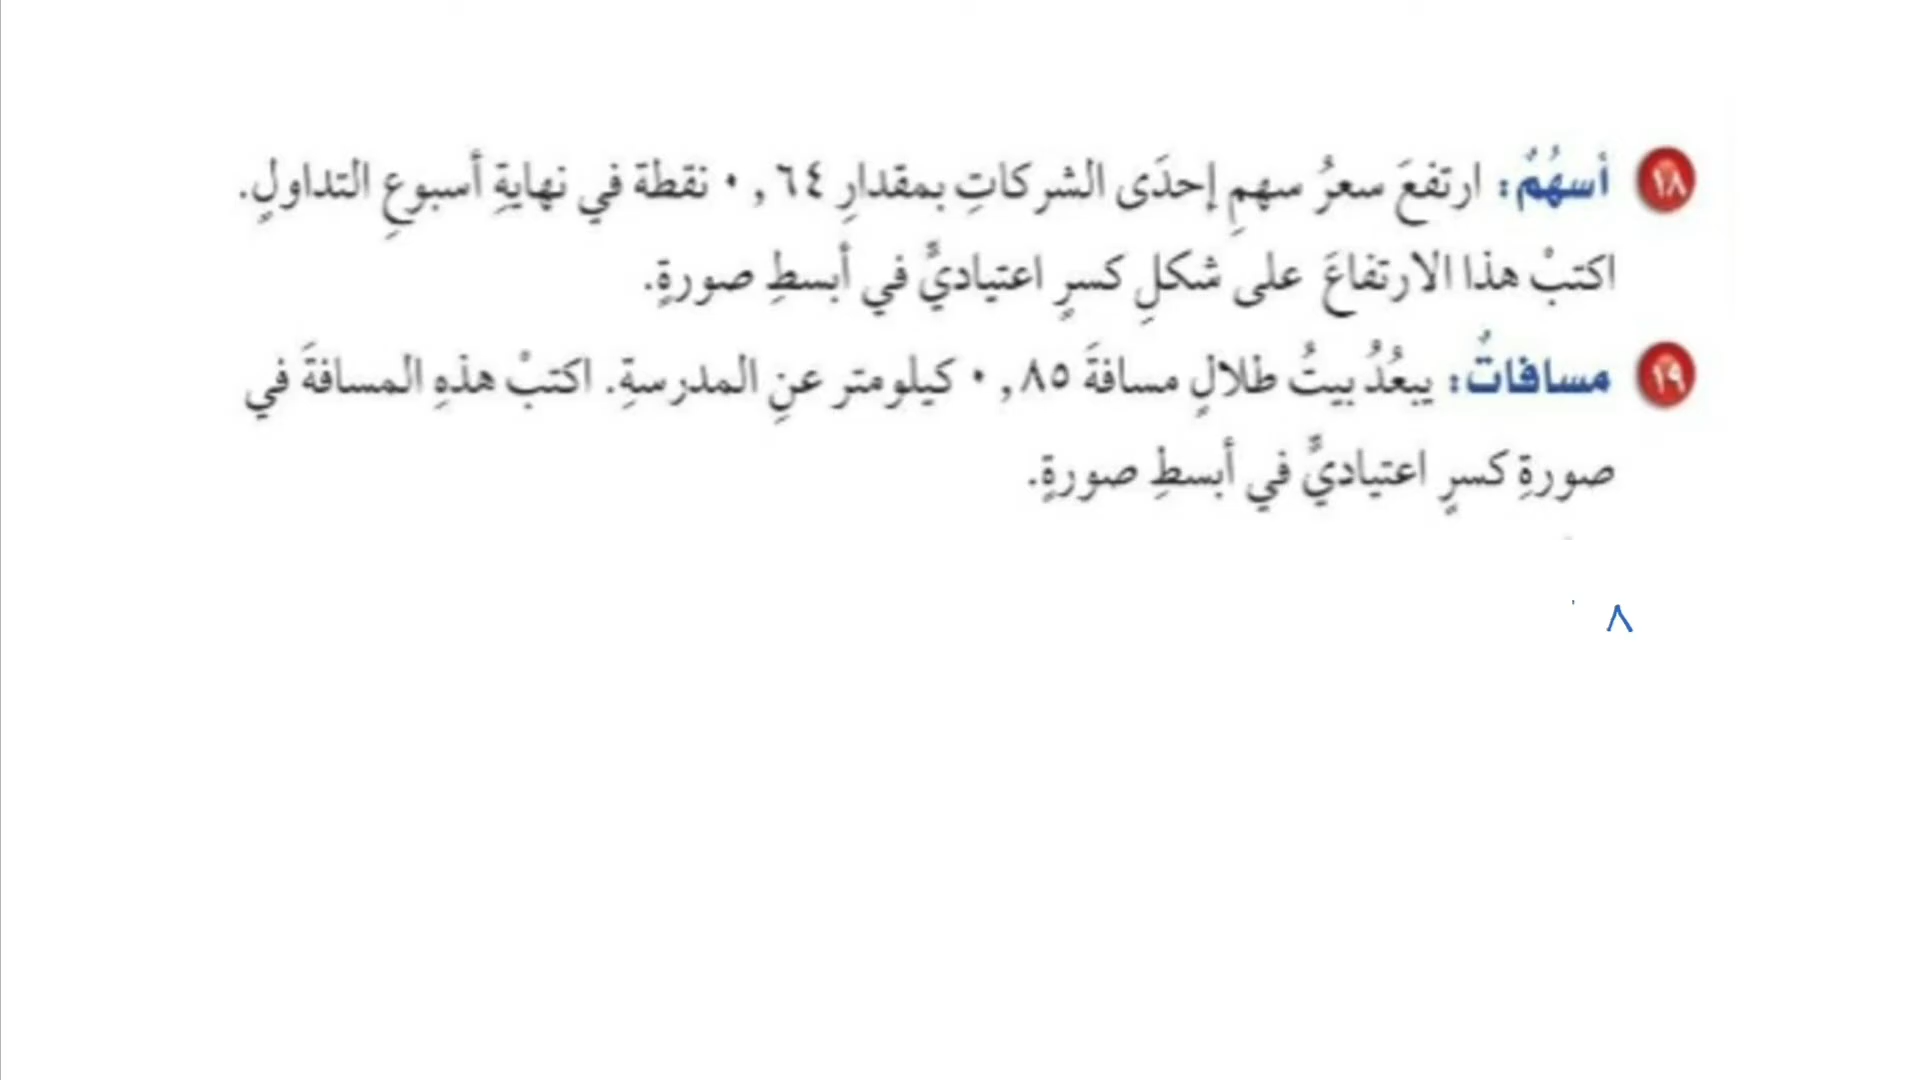 ١٨ أسهُمٌ: ارتفعَ سعرُ سهمِ إحدَى الشركاتِ بمقدارِ ٠,٦٤ نقطة في نهايةِ أسبوعِ التداولِ.
اكتبْ هذا الارتفاعَ على شكلِ كسرٍ اعتياديٍّ في أبسطِ صورةٍ.
١٩ مسافاتٌ: يبعُدُ بيتُ طلالٍ مسافةَ ٠,٨٥ كيلومتر عنِ المدرسةِ. اكتبْ هذهِ المسافةَ في
صورةِ كسرٍ اعتياديٍّ في أبسطِ صورةٍ.
٨